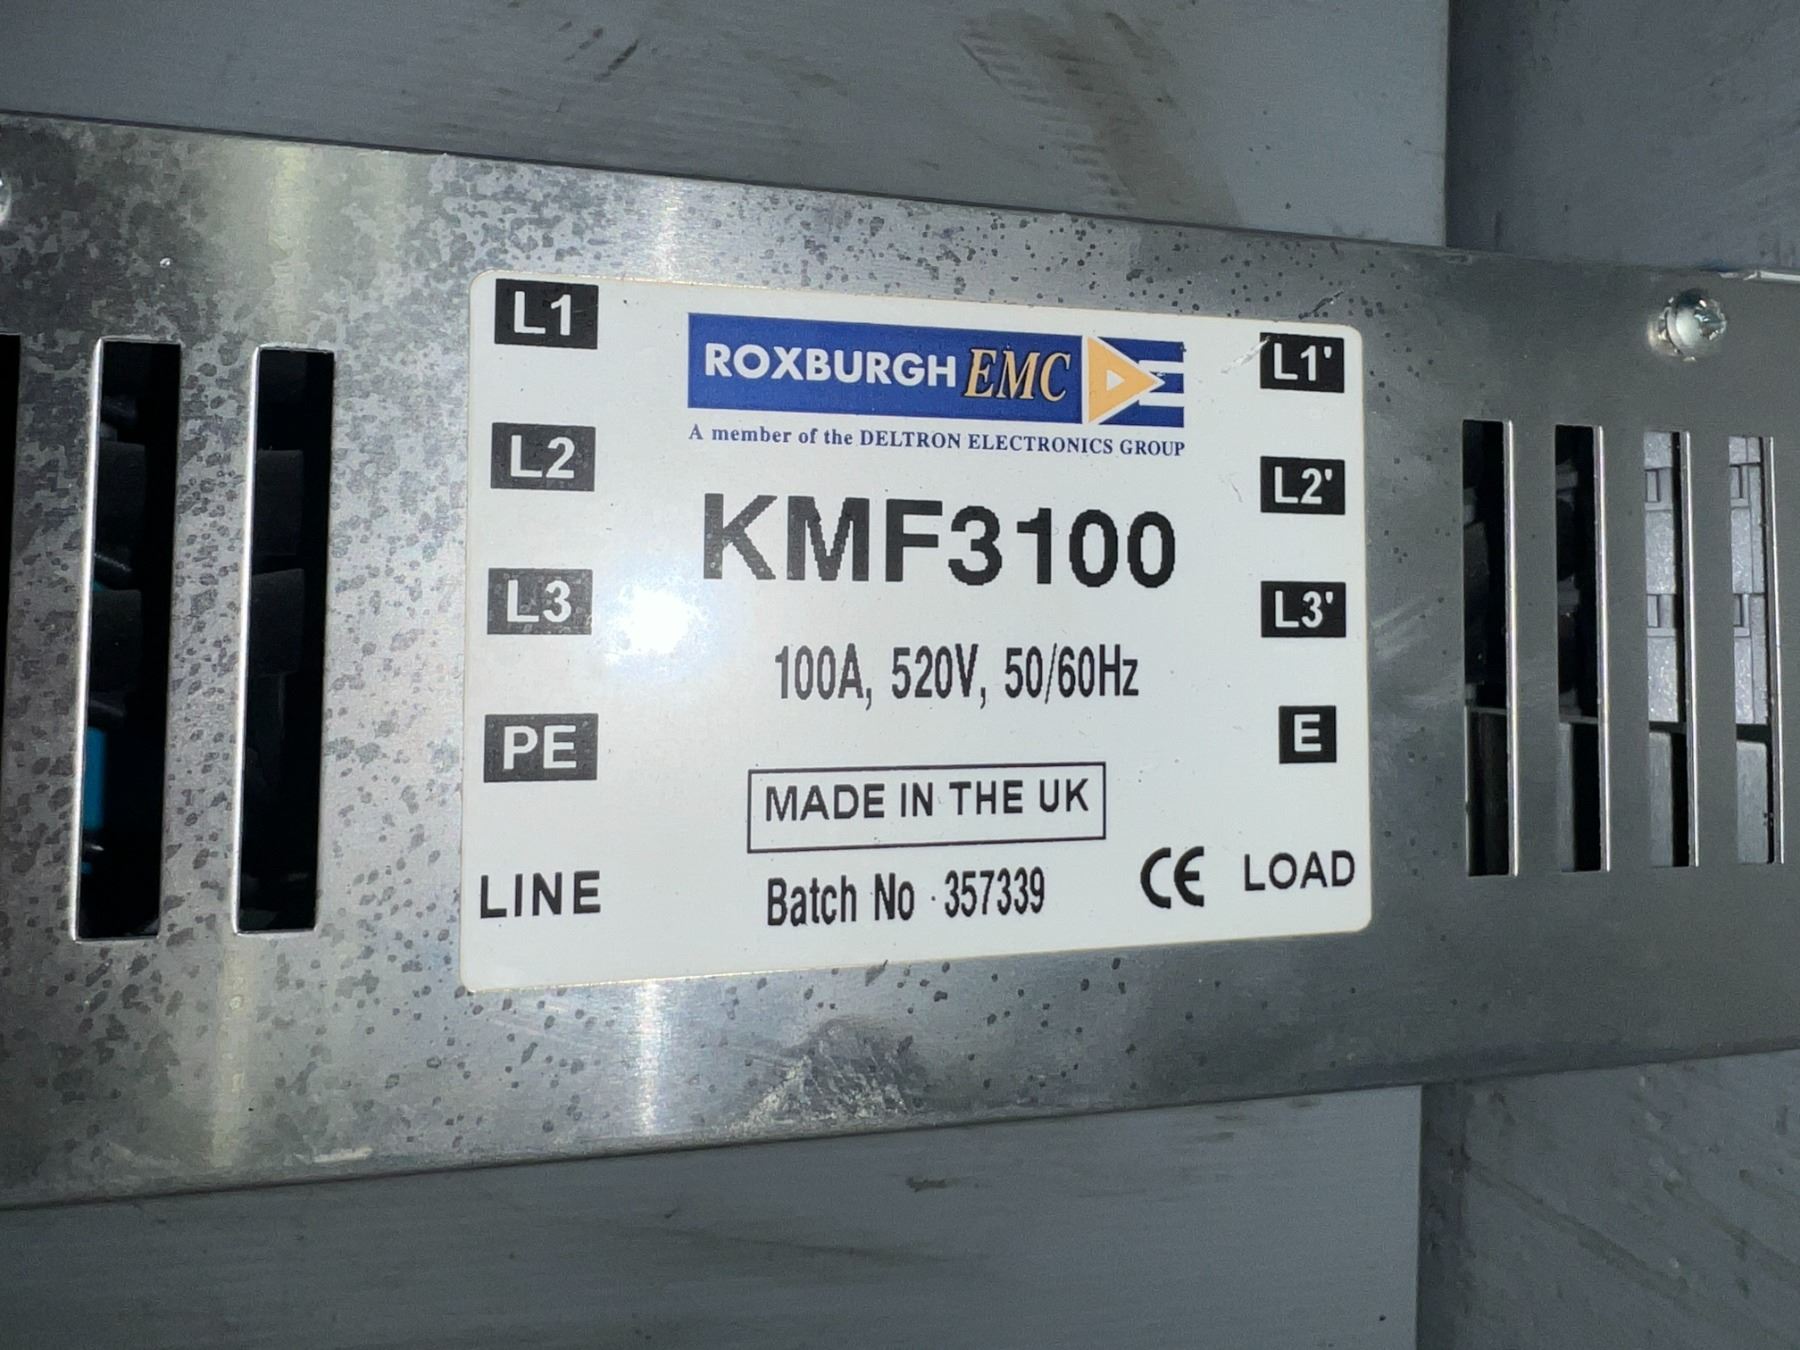 L1
L2
L3
PE
LINE
ROXBURGH EMC
A member of the DELTRON ELECTRONICS GROUP
KMF3100
100A, 520V, 50/60Hz
MADE IN THE UK
Batch No · 357339
CE
L1'
L2'
L3'
E
LOAD